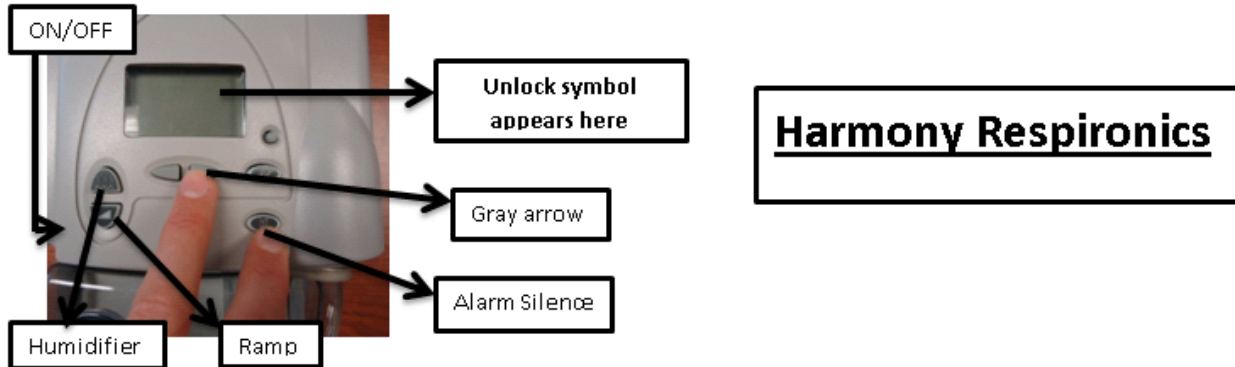 ON/OFF
Unlock symbol
appears here
Harmony Respironics
Gray arrow
Alarm Silence
Humidifier
Ramp